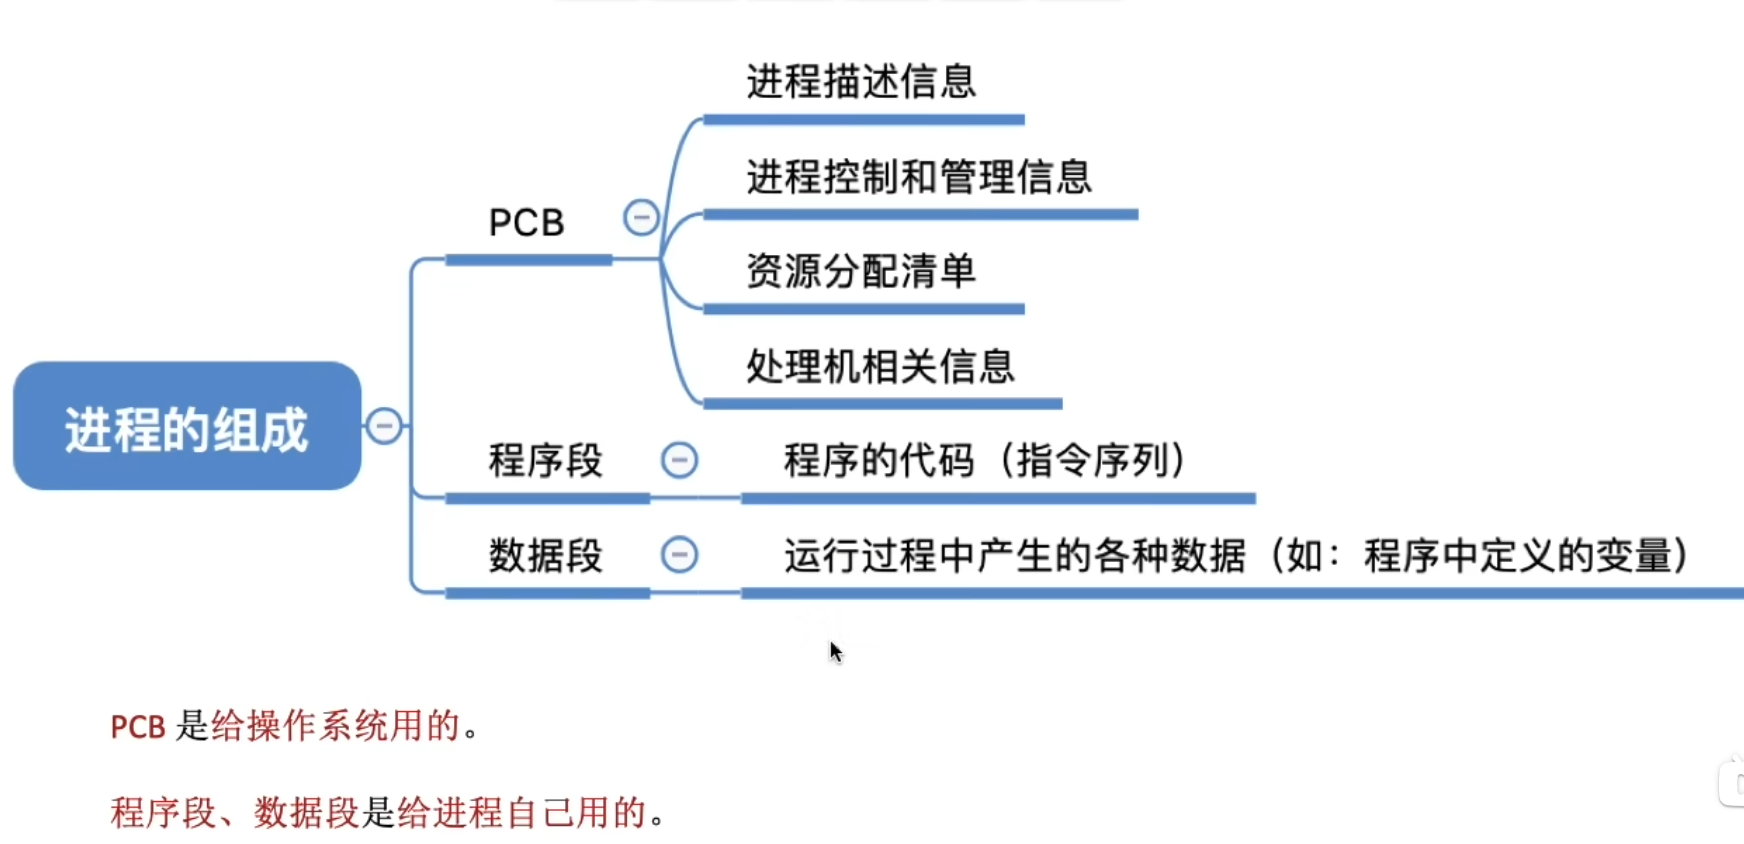 进程描述信息
进程控制和管理信息
PCB
资源分配清单
处理机相关信息
进程的组成
程序段
程序的代码（指令序列）
数据段
运行过程中产生的各种数据（如：程序中定义的变量）
PCB 是给操作系统用的。
程序段、数据段是给进程自己用的。